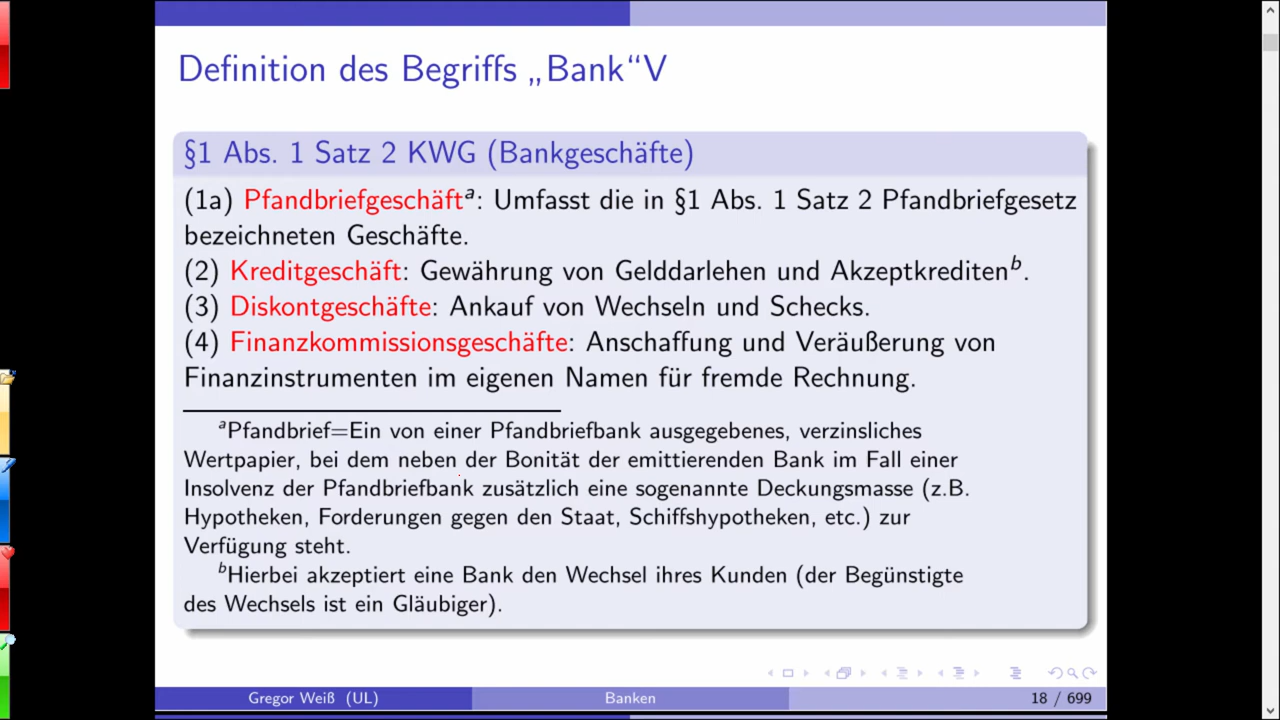 Definition des Begriffs „Bank“V
§1 Abs. 1 Satz 2 KWG (Bankgeschäfte)
(1a) Pfandbriefgeschäftᵃ: Umfasst die in §1 Abs. 1 Satz 2 Pfandbriefgesetz
bezeichneten Geschäfte.
(2) Kreditgeschäft: Gewährung von Gelddarlehen und Akzeptkreditenᵇ.
(3) Diskontgeschäfte: Ankauf von Wechseln und Schecks.
(4) Finanzkommissionsgeschäfte: Anschaffung und Veräußerung von
Finanzinstrumenten im eigenen Namen für fremde Rechnung.
ᵃPfandbrief=Ein von einer Pfandbriefbank ausgegebenes, verzinsliches
Wertpapier, bei dem neben der Bonität der emittierenden Bank im Fall einer
Insolvenz der Pfandbriefbank zusätzlich eine sogenannte Deckungsmasse (z.B.
Hypotheken, Forderungen gegen den Staat, Schiffshypotheken, etc.) zur
Verfügung steht.
ᵇHierbei akzeptiert eine Bank den Wechsel ihres Kunden (der Begünstigte
des Wechsels ist ein Gläubiger).
Gregor Weiß (UL)
Banken
18 / 699